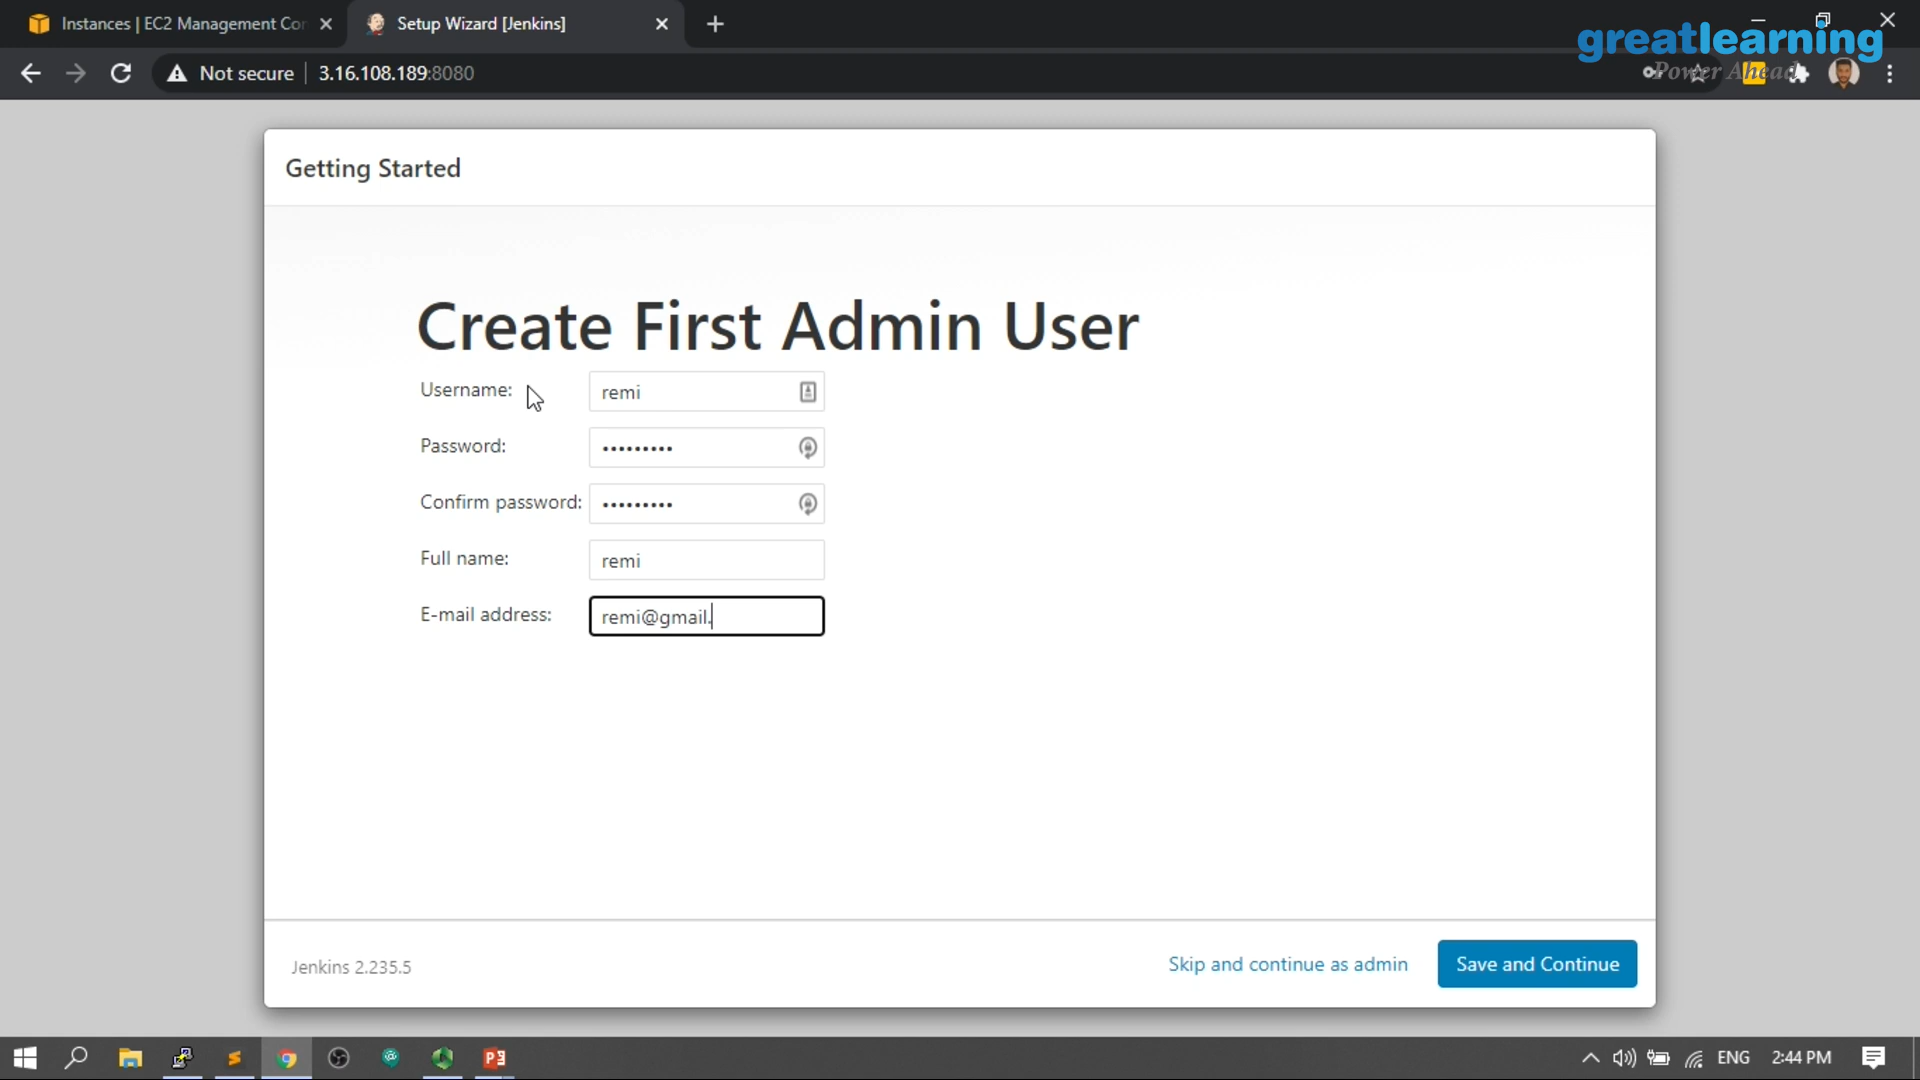 Instances | EC2 Management Cor
Setup Wizard [Jenkins]
greatlearning
Power Ahead
Not secure
3.16.108.189:8080
Getting Started
Create First Admin User
Username:
remi
Password:
•••••••••
Confirm password:
•••••••••
Full name:
remi
E-mail address:
remi@gmail.
Jenkins 2.235.5
Skip and continue as admin
Save and Continue
ENG
2:44 PM